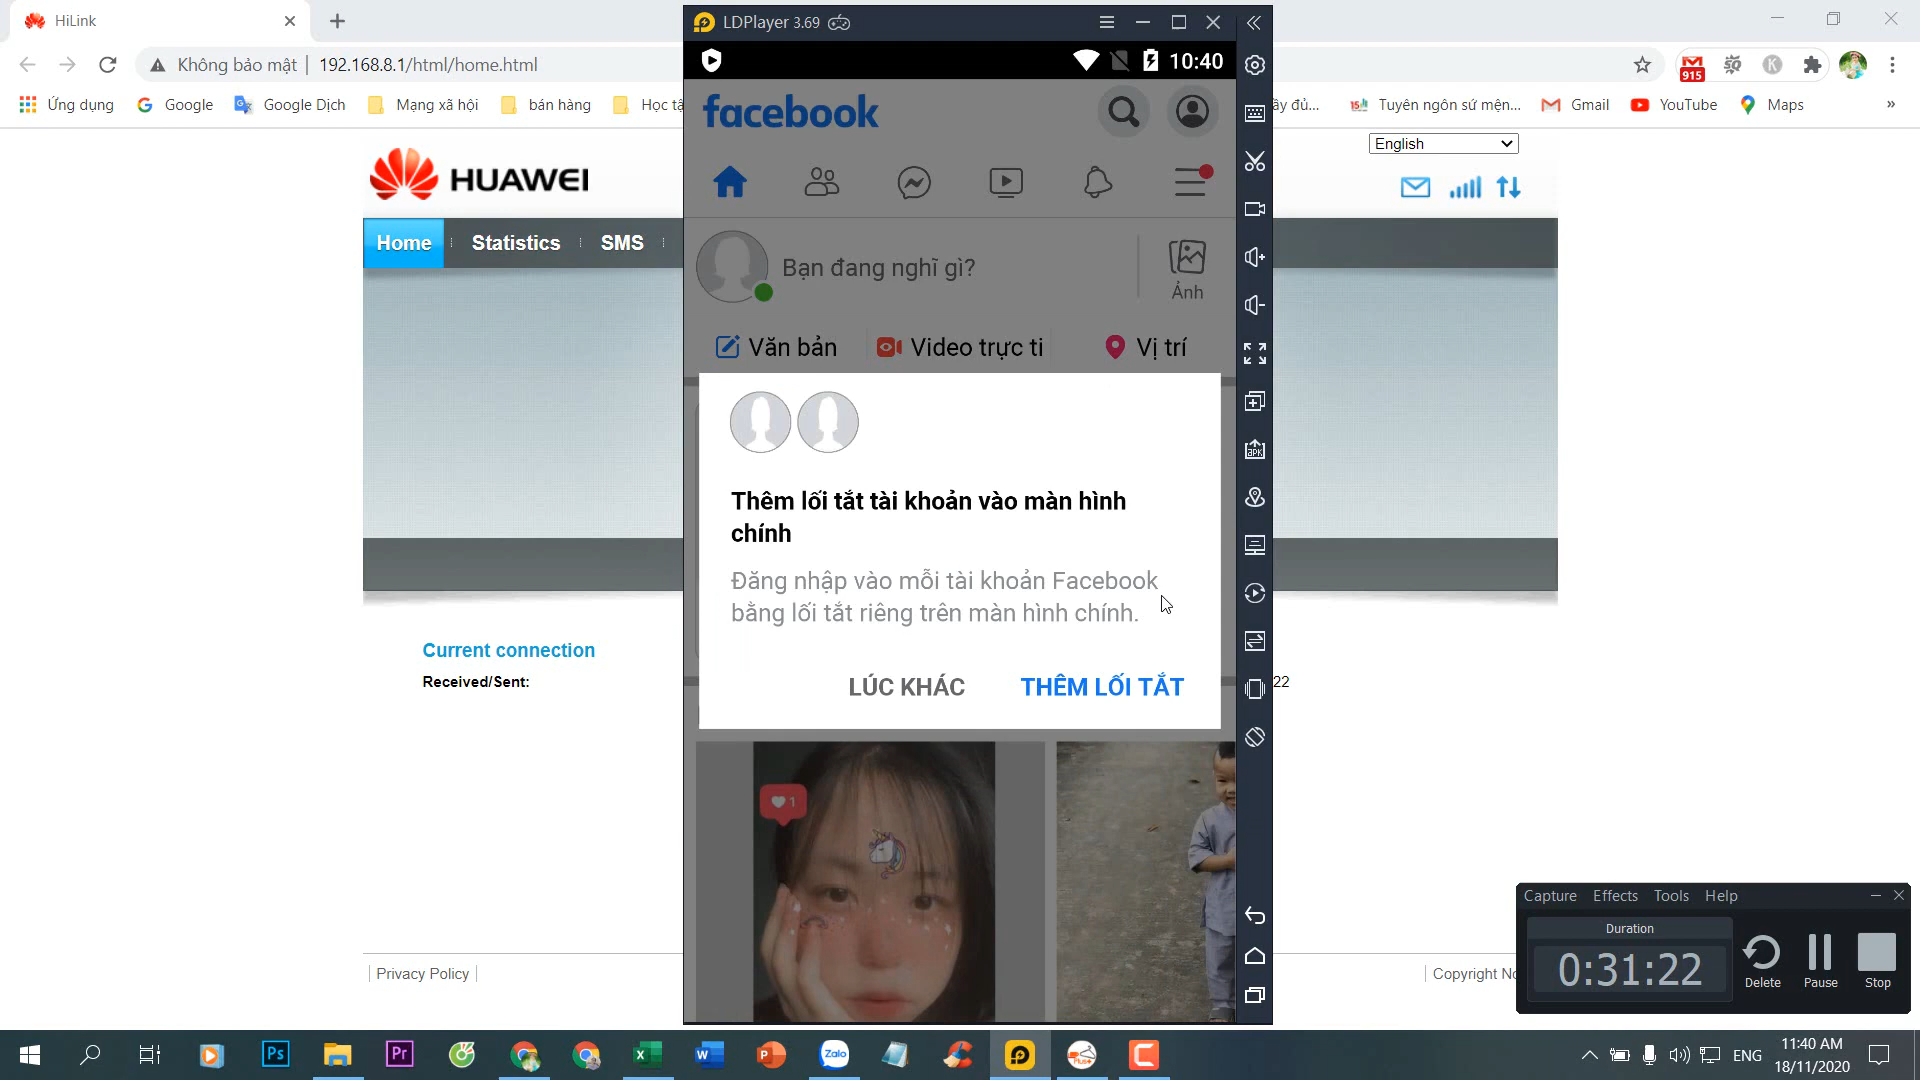 HiLink
Không bảo mật
192.168.8.1/html/home.html
915
Ứng dụng
Google
Google Dịch
Mạng xã hội
bán hàng
Tuyên ngôn sứ mện...
Gmail
YouTube
Maps
»
LDPlayer 3.69
10:40
facebook
Bạn đang nghĩ gì?
Ảnh
Văn bản
Video trực ti
Vị trí
Thêm lối tắt tài khoản vào màn hình
chính
Đăng nhập vào mỗi tài khoản Facebook
bằng lối tắt riêng trên màn hình chính.
LÚC KHÁC
THÊM LỐI TẮT
1
HUAWEI
English
Home
Statistics
SMS
Current connection
Received/Sent:
22
Privacy Policy
Capture
Effects
Tools
Help
Duration
0:31:22
Delete
Pause
Stop
Ps
Pr
Zalo
ENG
11:40 AM
18/11/2020